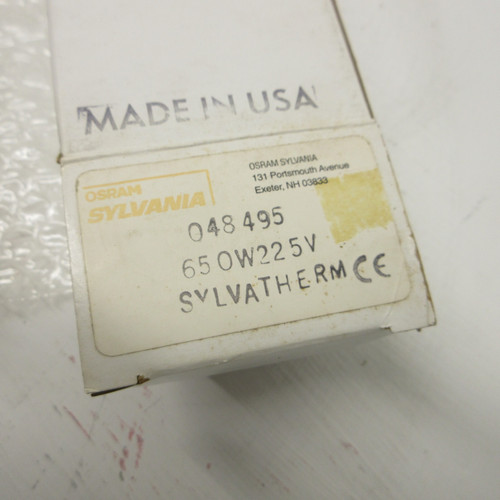 MADE IN USA
OSRAM
SYLVANIA
OSRAM SYLVANIA
131 Portsmouth Avenue
Exeter, NH 03833
048495
650W225V
SYLVATHERM CE